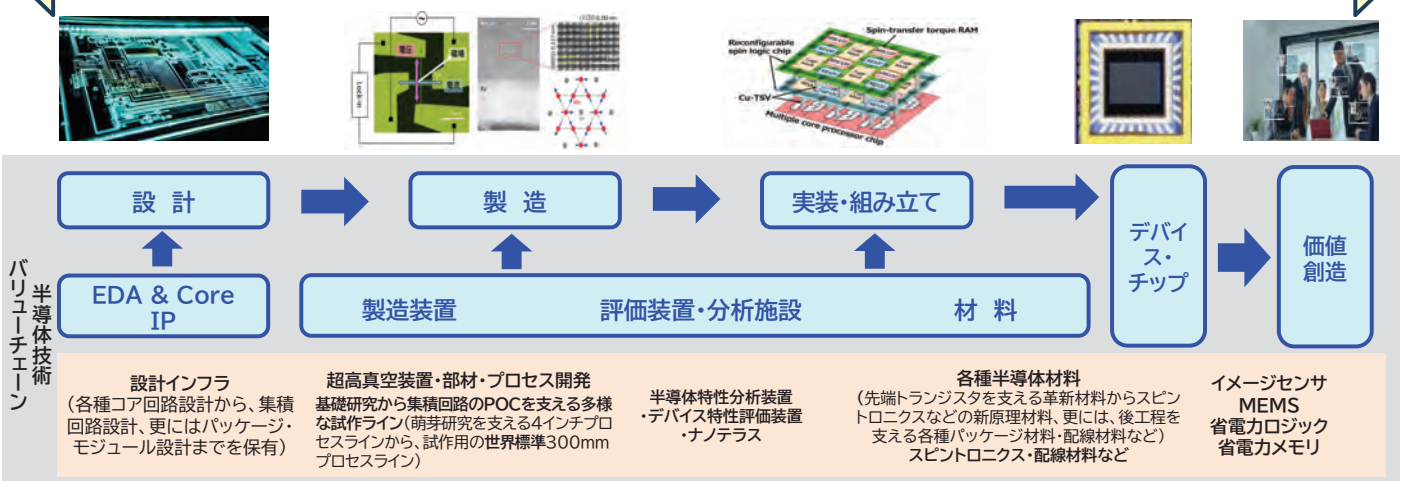 Lock-in
電圧
磁場
電流
Spin-transfer torque RAM
Reconfigurable
spin logic chip
Cu-TSV
Multiple core processor chip
半導体技術
バリューチェーン
設 計
製 造
実装・組み立て
デバイ
ス・
チップ
価値
創造
EDA & Core
IP
製造装置
評価装置・分析施設
材 料
設計インフラ
(各種コア回路設計から、集積
回路設計、更にはパッケージ・
モジュール設計までを保有)
超高真空装置・部材・プロセス開発
基礎研究から集積回路のPOCを支える多様
な試作ライン(萌芽研究を支える4インチプロ
セスラインから、試作用の世界標準300mm
プロセスライン)
半導体特性分析装置
・デバイス特性評価装置
・ナノテラス
各種半導体材料
(先端トランジスタを支える革新材料からスピン
トロニクスなどの新原理材料、更には、後工程を
支える各種パッケージ材料・配線材料など)
スピントロニクス・配線材料など
イメージセンサ
MEMS
省電力ロジック
省電力メモリ